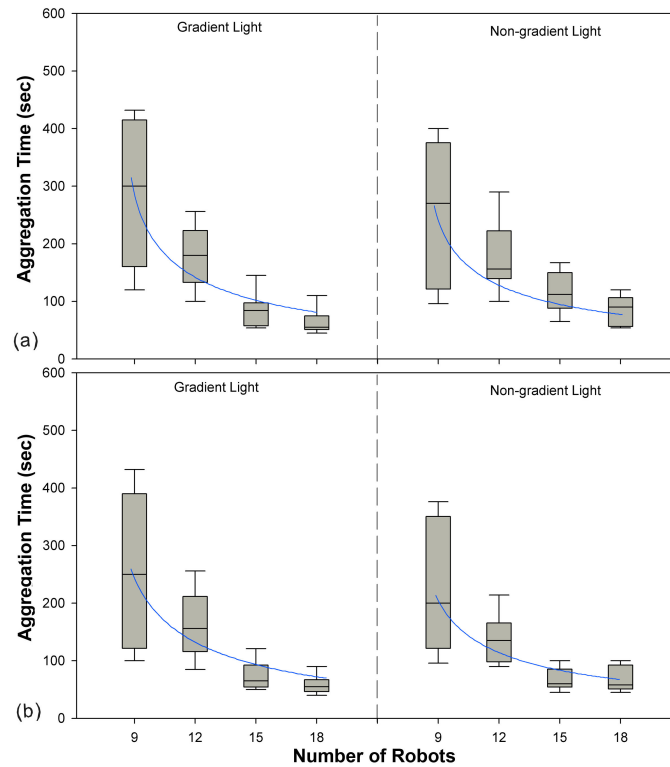 Gradient Light
Non-gradient Light
600
500
400
300
200
100
0
Aggregation Time (sec)
(a)
Gradient Light
Non-gradient Light
600
500
400
300
200
100
0
Aggregation Time (sec)
(b)
9 12 15 18 9 12 15 18
Number of Robots